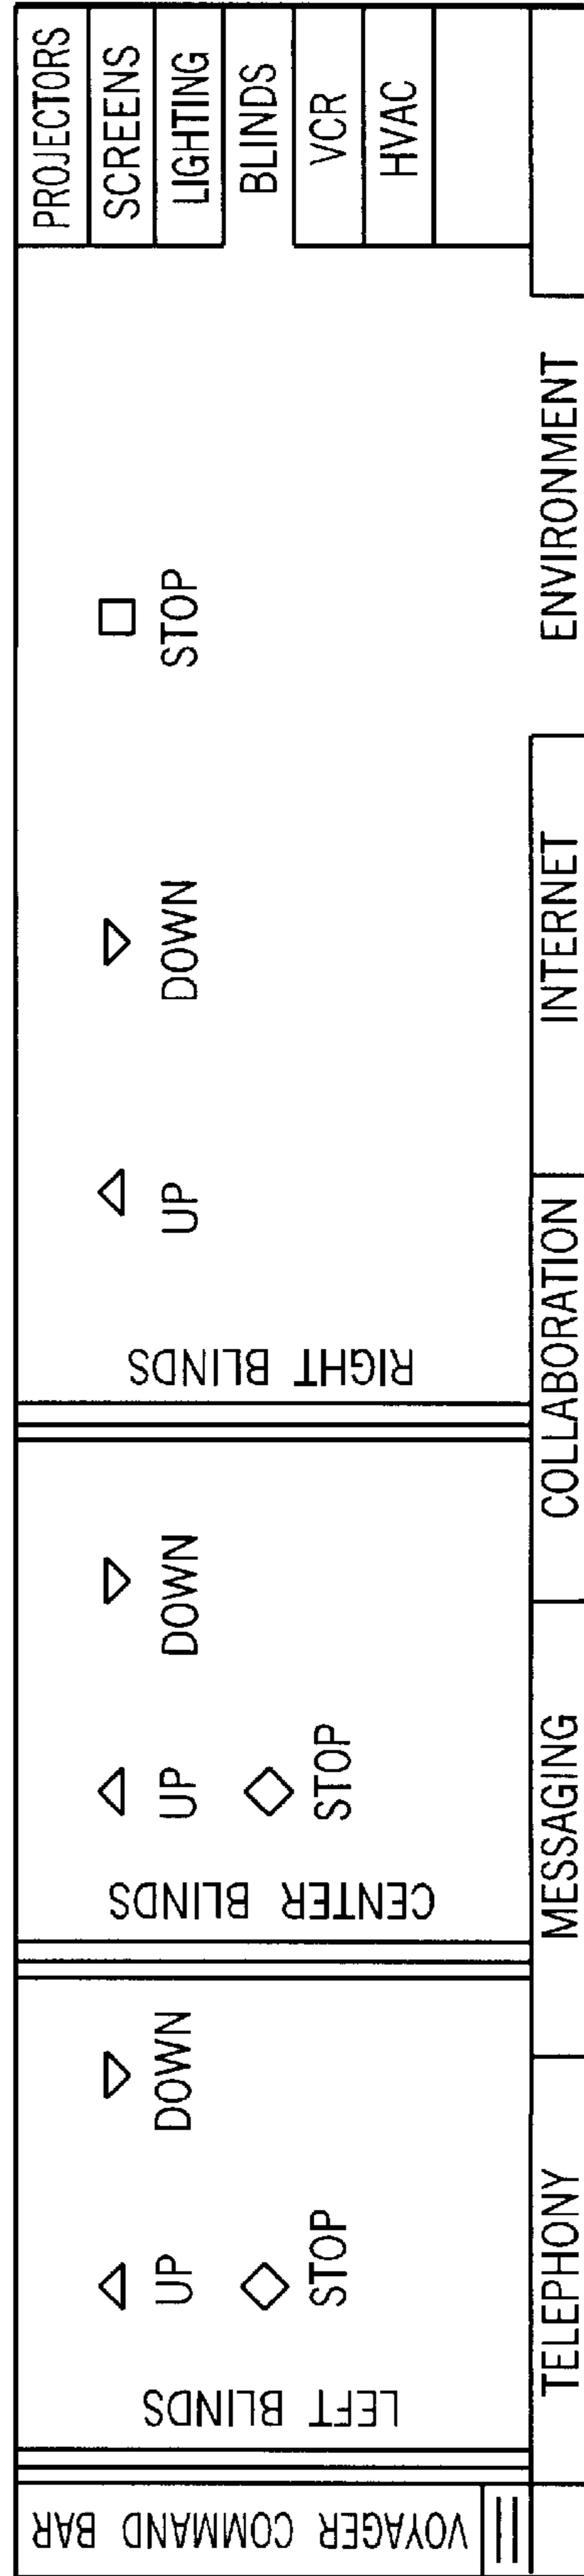 VOYAGER COMMAND BAR
LEFT BLINDS
UP
DOWN
STOP
CENTER BLINDS
UP
DOWN
STOP
RIGHT BLINDS
UP
DOWN
STOP
PROJECTORS
SCREENS
LIGHTING
BLINDS
VCR
HVAC
TELEPHONY
MESSAGING
COLLABORATION
INTERNET
ENVIRONMENT